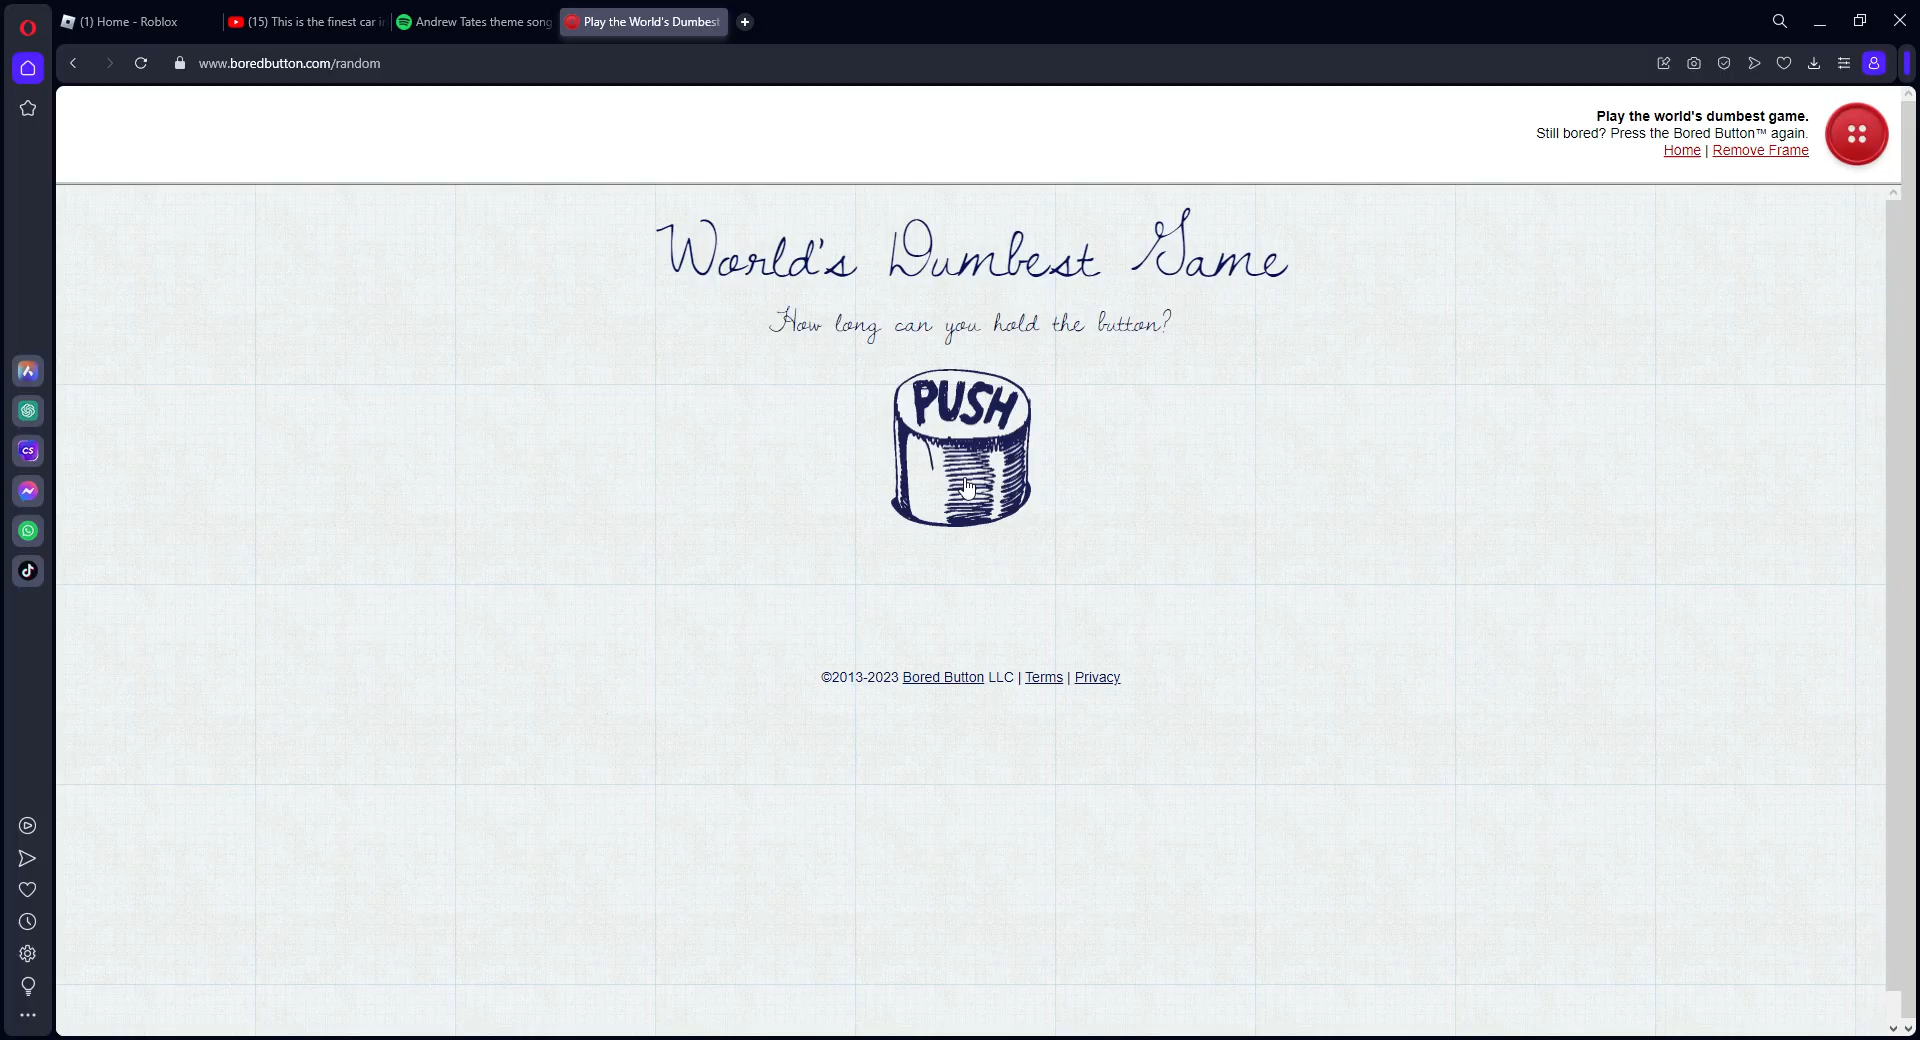 (1) Home - Roblox
(15) This is the finest car i
Andrew Tates theme song
Play the World's Dumbest
www.boredbutton.com/random
Play the world's dumbest game.
Still bored? Press the Bored Button™ again.
Home | Remove Frame
World's Dumbest Game
How long can you hold the button?
PUSH
CS
©2013-2023 Bored Button LLC | Terms | Privacy